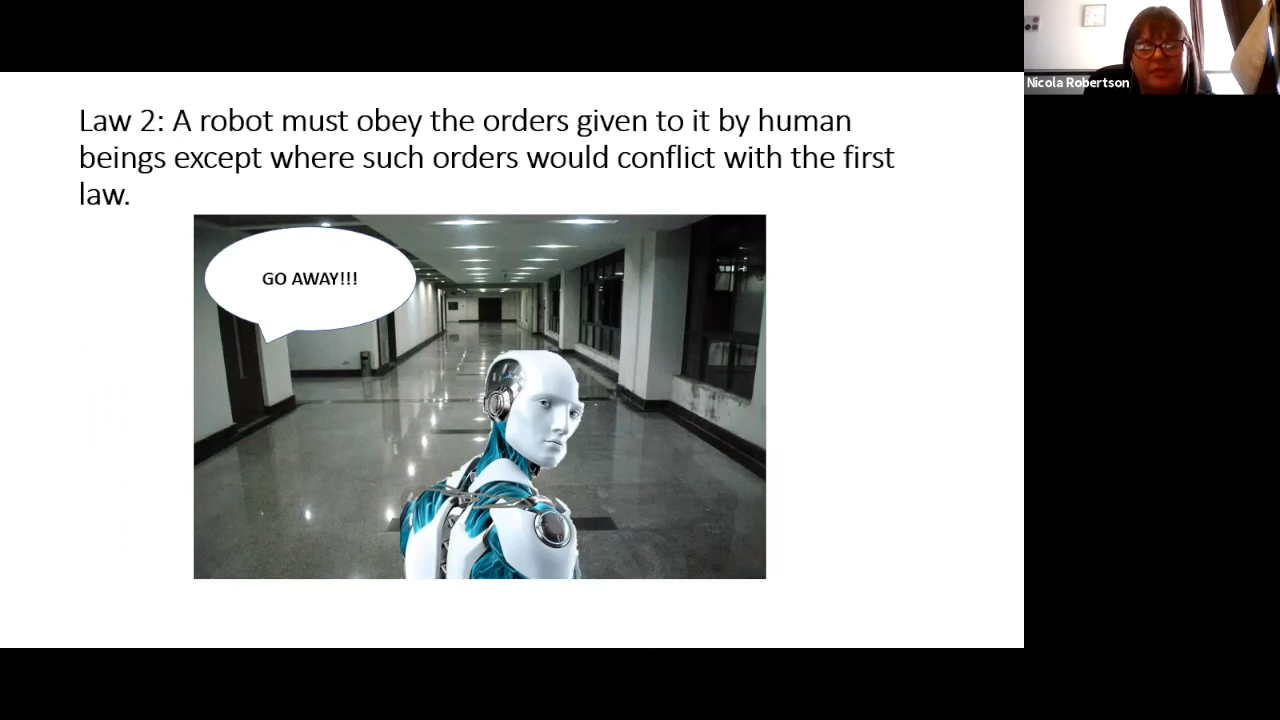 Nicola Robertson
Law 2: A robot must obey the orders given to it by human
beings except where such orders would conflict with the first
law.
GO AWAY!!!